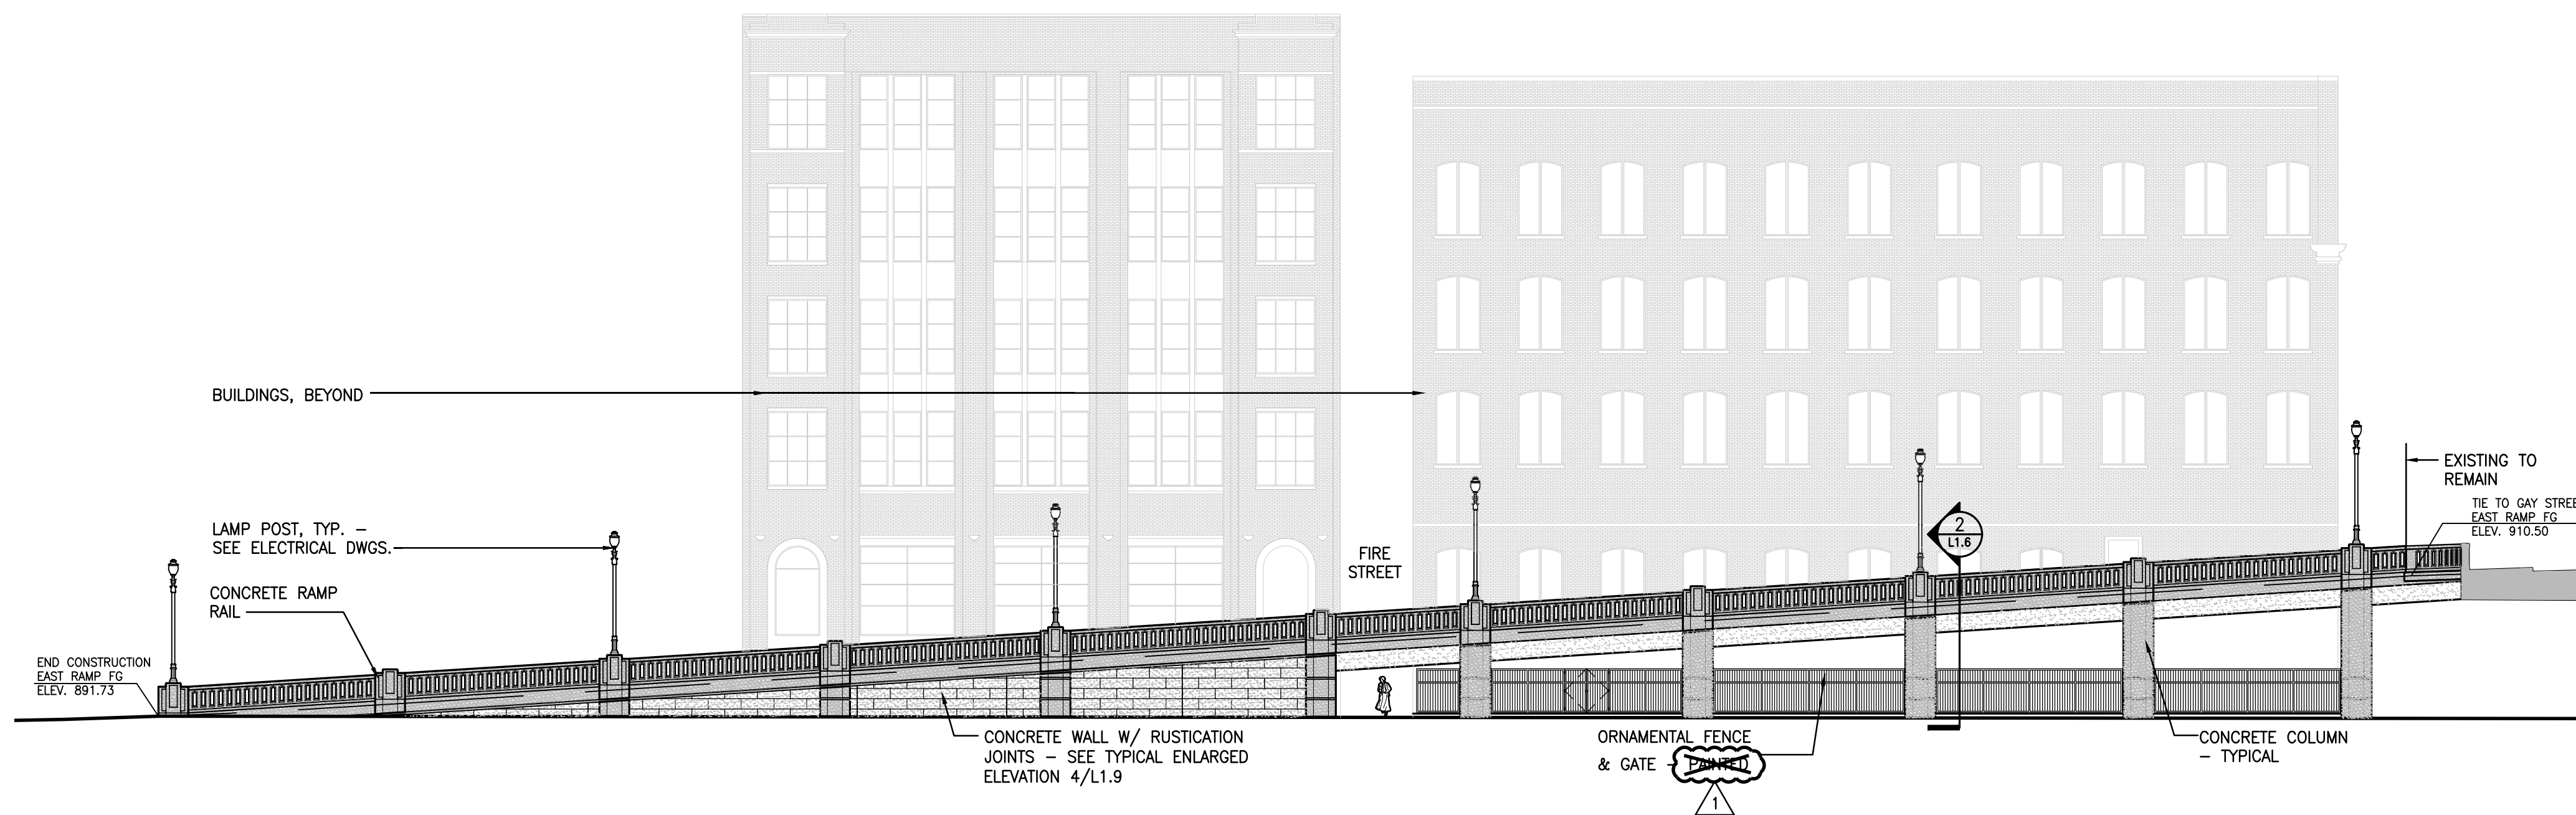 BUILDINGS, BEYOND
LAMP POST, TYP. –
SEE ELECTRICAL DWGS.
CONCRETE RAMP
RAIL
END CONSTRUCTION
EAST RAMP FG
ELEV. 891.73
FIRE
STREET
2
L1.6
EXISTING TO
REMAIN
TIE TO GAY STREE
EAST RAMP FG
ELEV. 910.50
CONCRETE WALL W/ RUSTICATION
JOINTS – SEE TYPICAL ENLARGED
ELEVATION 4/L1.9
ORNAMENTAL FENCE
& GATE – PAINTED
1
CONCRETE COLUMN
– TYPICAL